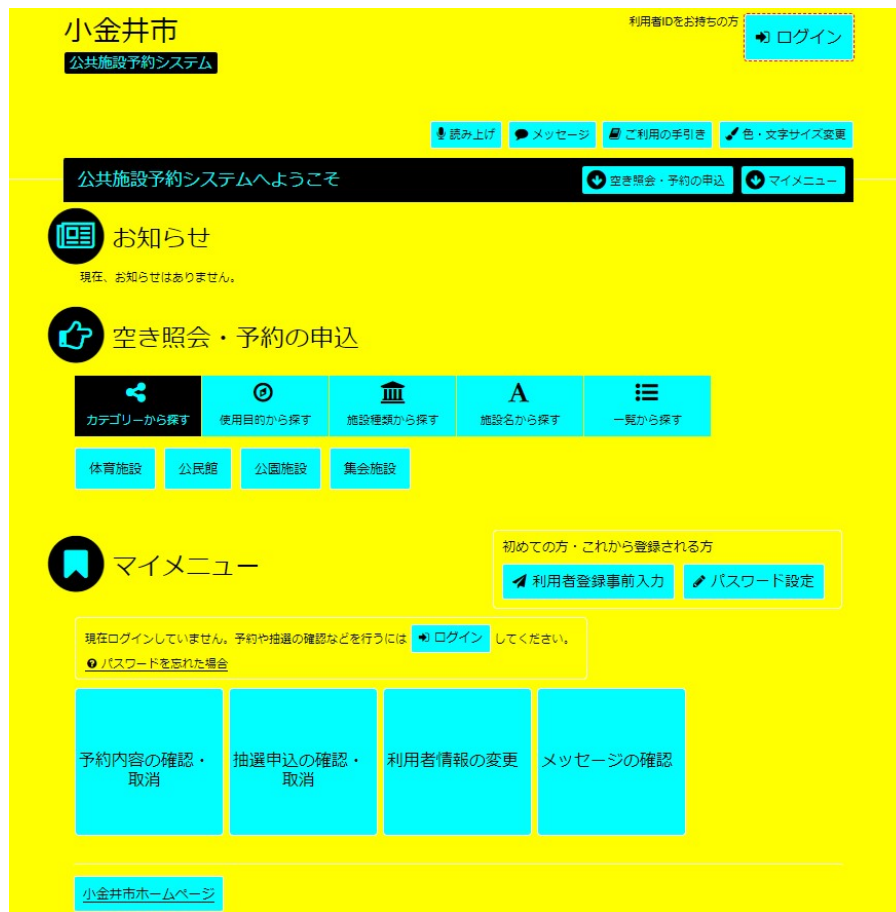 小金井市
利用者IDをお持ちの方
ログイン
公共施設予約システム
読み上げ メッセージ ご利用の手引き 色・文字サイズ変更
公共施設予約システムへようこそ 空き照会・予約の申込 マイメニュー
お知らせ
現在、お知らせはありません。
空き照会・予約の申込
カテゴリーから探す 使用目的から探す 施設種類から探す 施設名から探す 一覧から探す
体育施設 公民館 公園施設 集会施設
マイメニュー
初めての方・これから登録される方
利用者登録事前入力 パスワード設定
現在ログインしていません。予約や抽選の確認などを行うには ログイン してください。
パスワードを忘れた場合
予約内容の確認・
取消
抽選申込の確認・
取消
利用者情報の変更
メッセージの確認
小金井市ホームページ